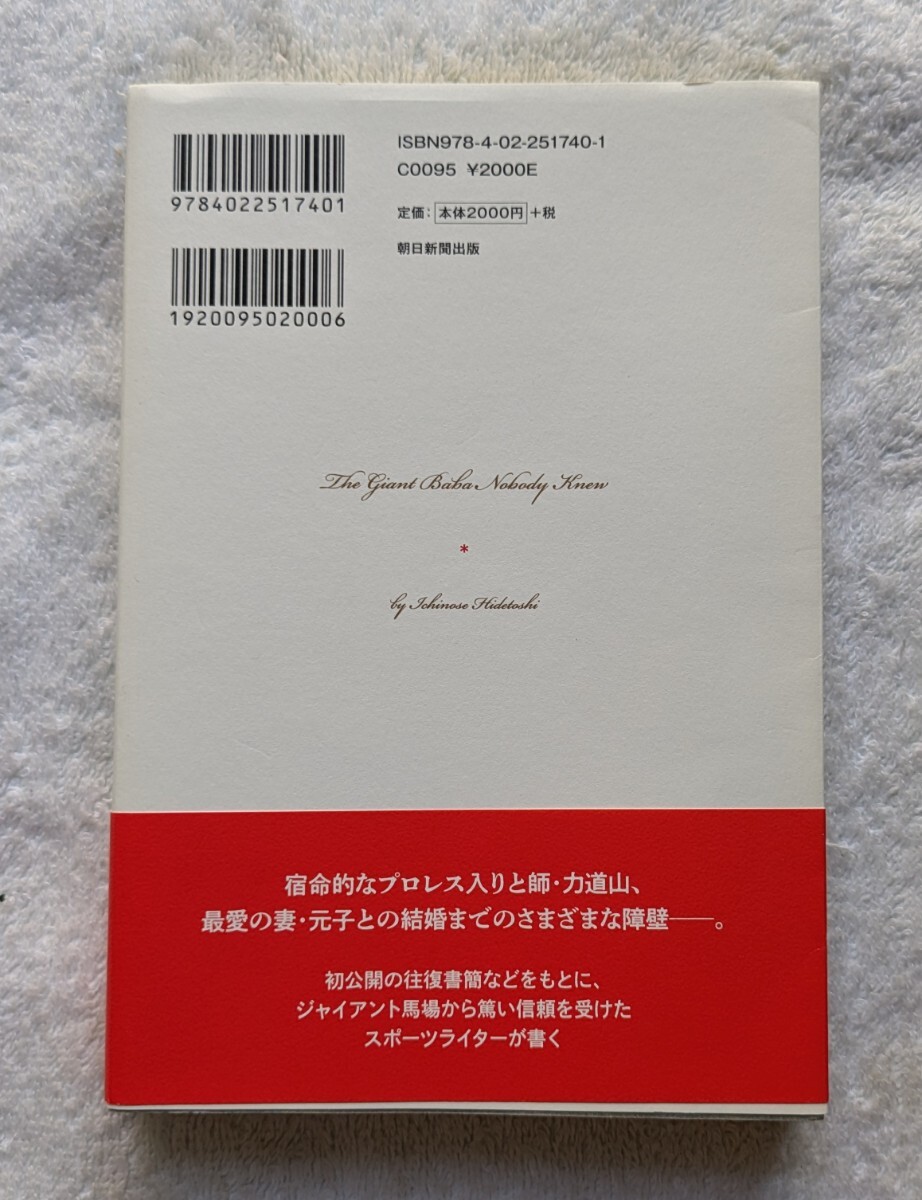 ISBN978-4-02-251740-1
C0095 ¥2000E
9784022517401
定価: 本体2000円 +税
朝日新聞出版
1920095020006
The Giant Baba Nobody Knew
*
by Ichinose Hidetoshi
宿命的なプロレス入りと師・力道山、
最愛の妻・元子との結婚までのさまざまな障壁――。
初公開の往復書簡などをもとに、
ジャイアント馬場から篤い信頼を受けた
スポーツライターが書く